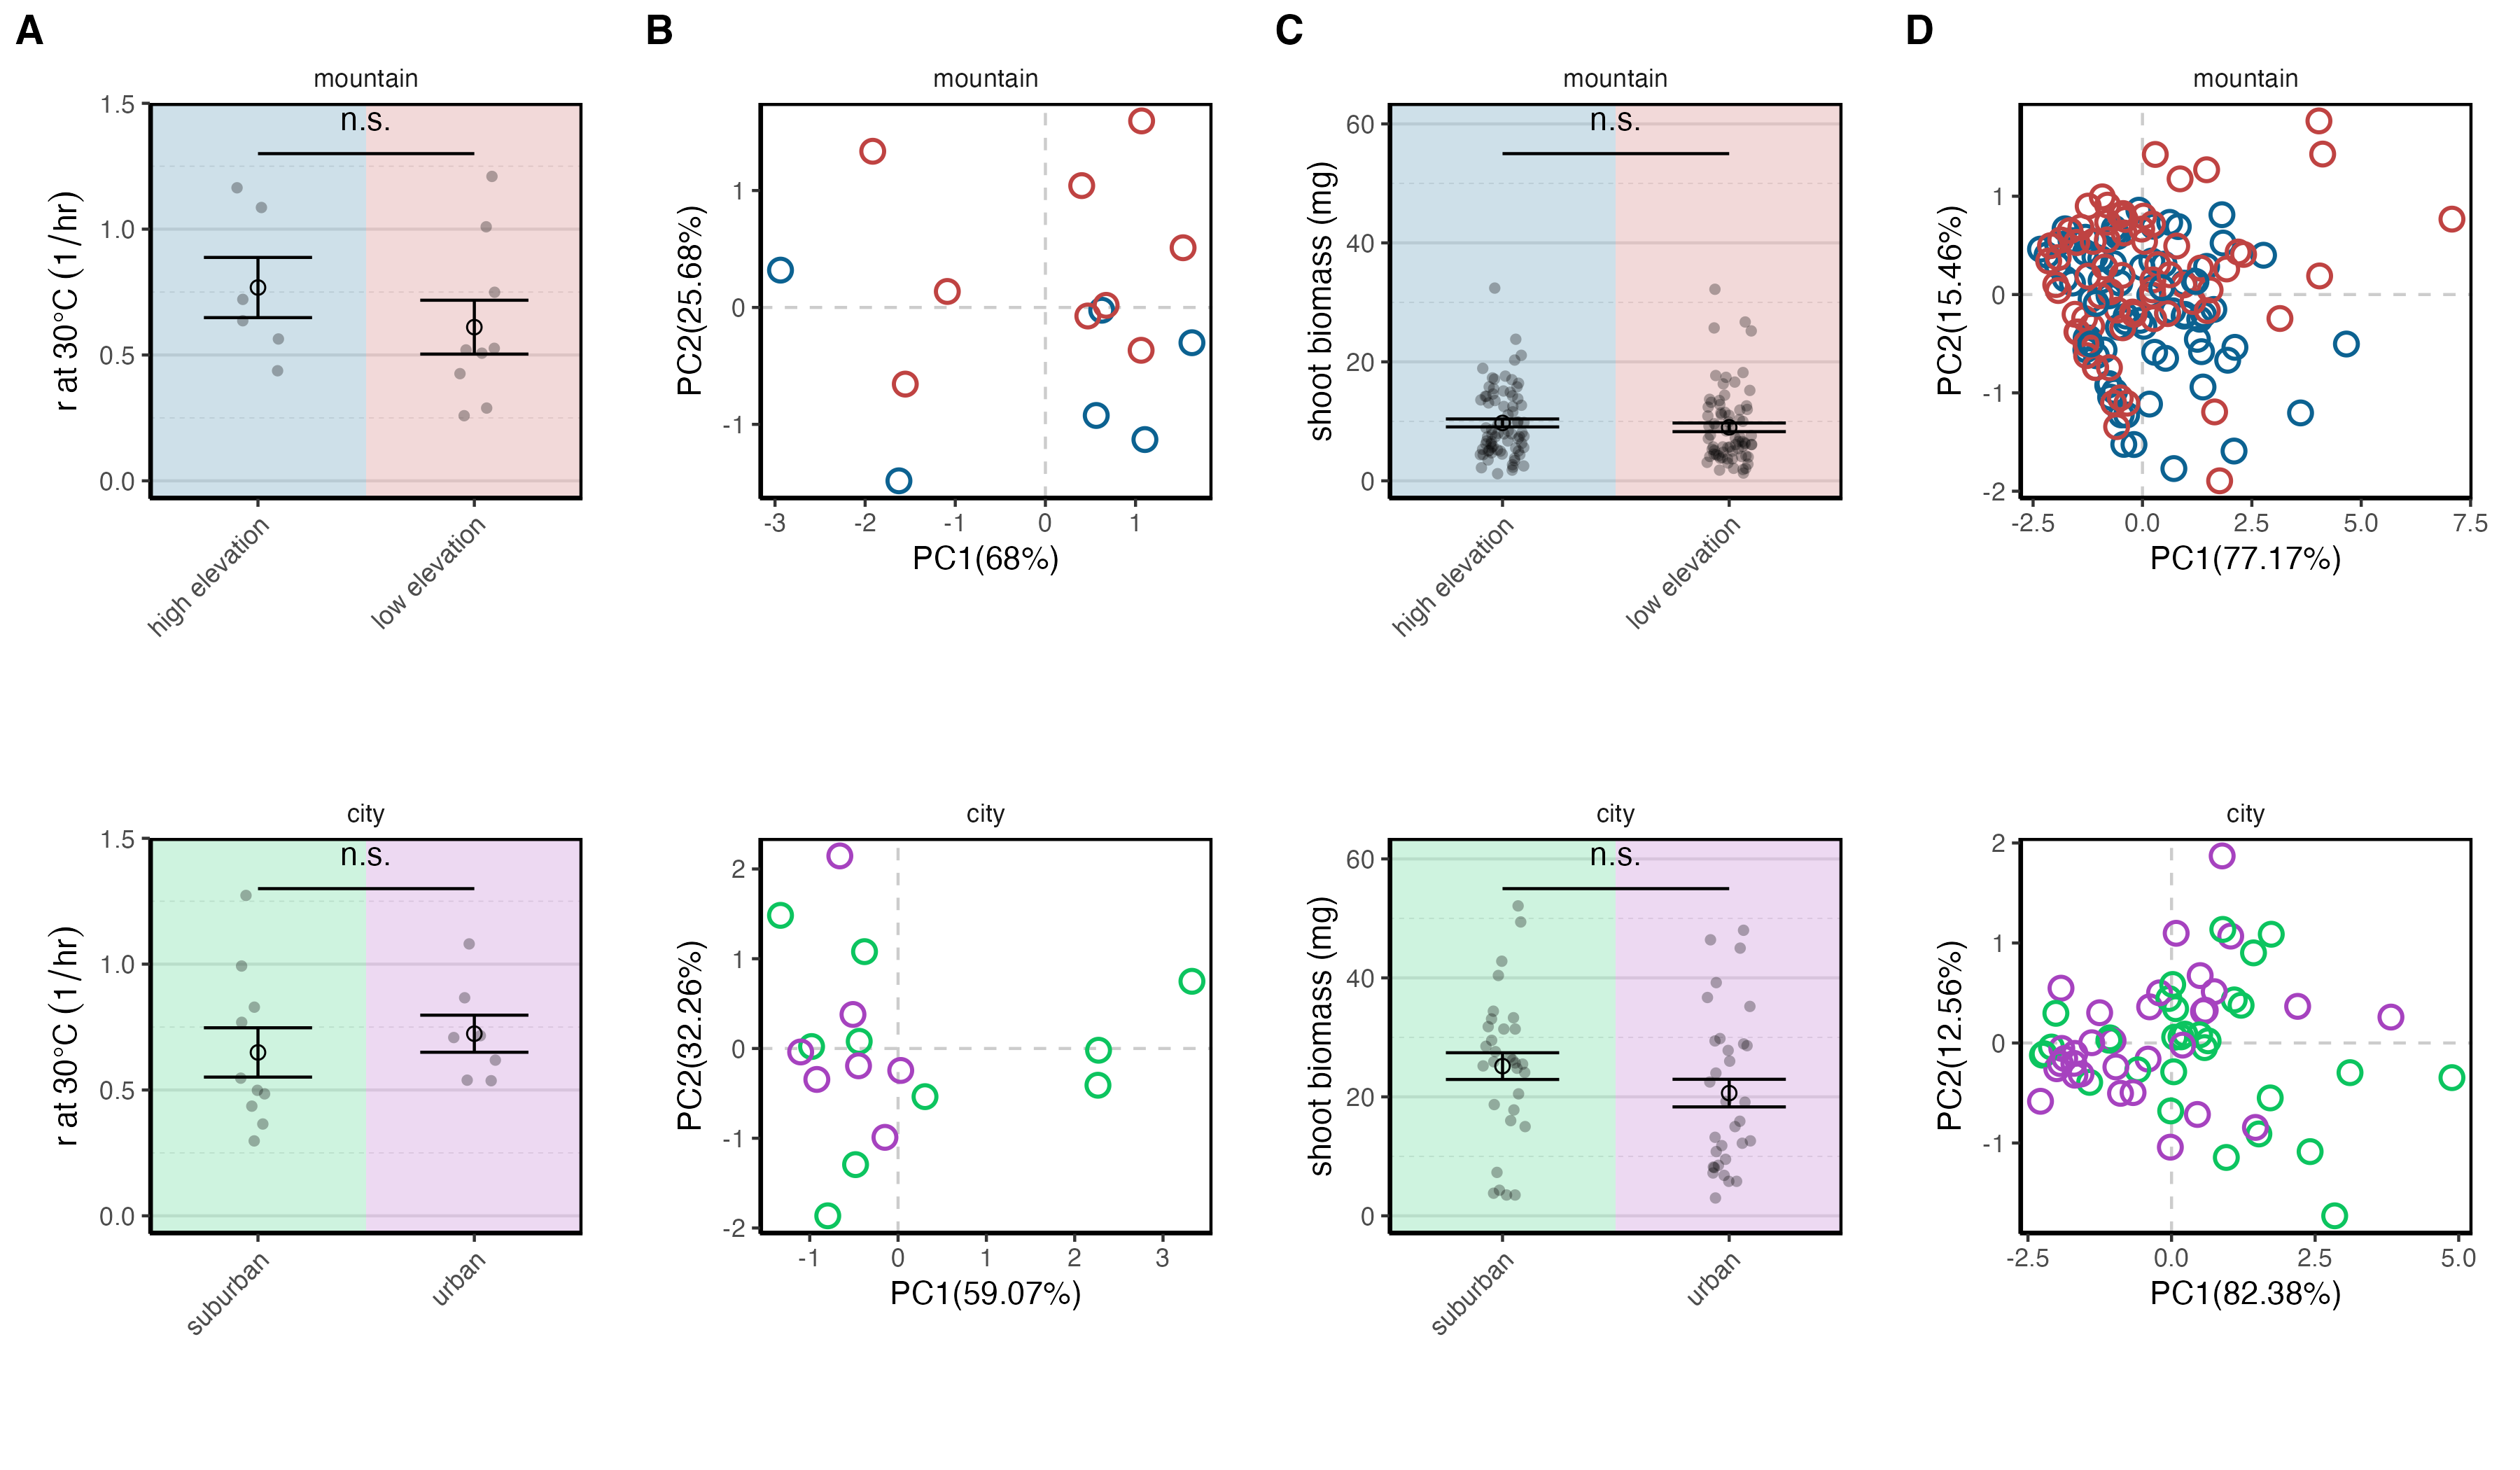 A
B
C
D
mountain
mountain
mountain
mountain
n.s.
n.s.
r at 30°C (1/hr)
1.5
1.0
0.5
0.0
high elevation
low elevation
PC2(25.68%)
1
0
-1
-3
-2
-1
0
1
PC1(68%)
shoot biomass (mg)
60
40
20
0
high elevation
low elevation
PC2(15.46%)
1
0
-1
-2
-2.5
0.0
2.5
5.0
7.5
PC1(77.17%)
city
city
city
city
n.s.
n.s.
r at 30°C (1/hr)
1.5
1.0
0.5
0.0
suburban
urban
PC2(32.26%)
2
1
0
-1
-2
-1
0
1
2
3
PC1(59.07%)
shoot biomass (mg)
60
40
20
0
suburban
urban
PC2(12.56%)
2
1
0
-1
-2.5
0.0
2.5
5.0
PC1(82.38%)